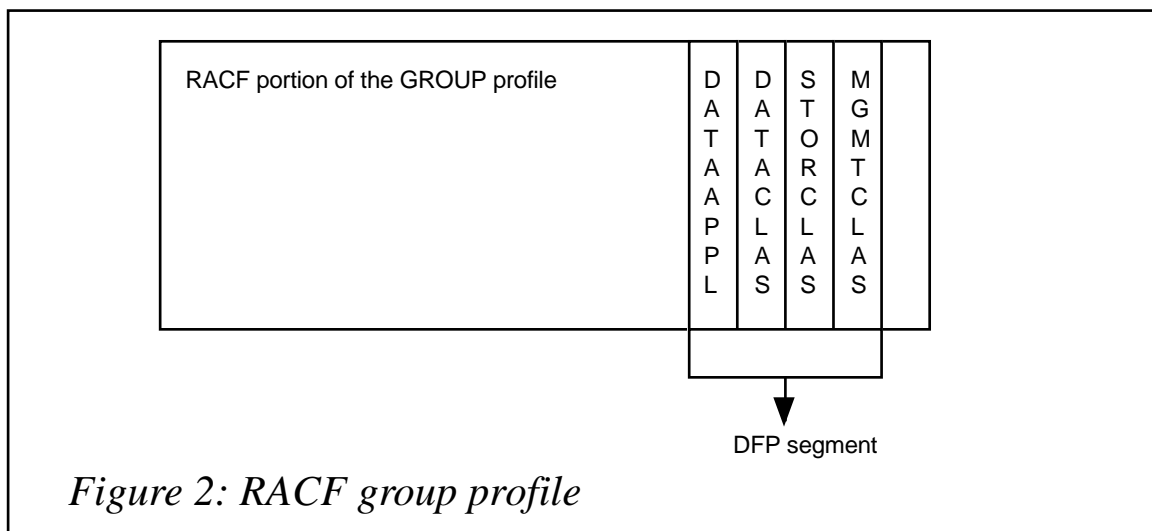 RACF portion of the GROUP profile
DATAAPPL
DATACLAS
STORCLAS
MGMTCLAS
DFP segment
Figure 2: RACF group profile